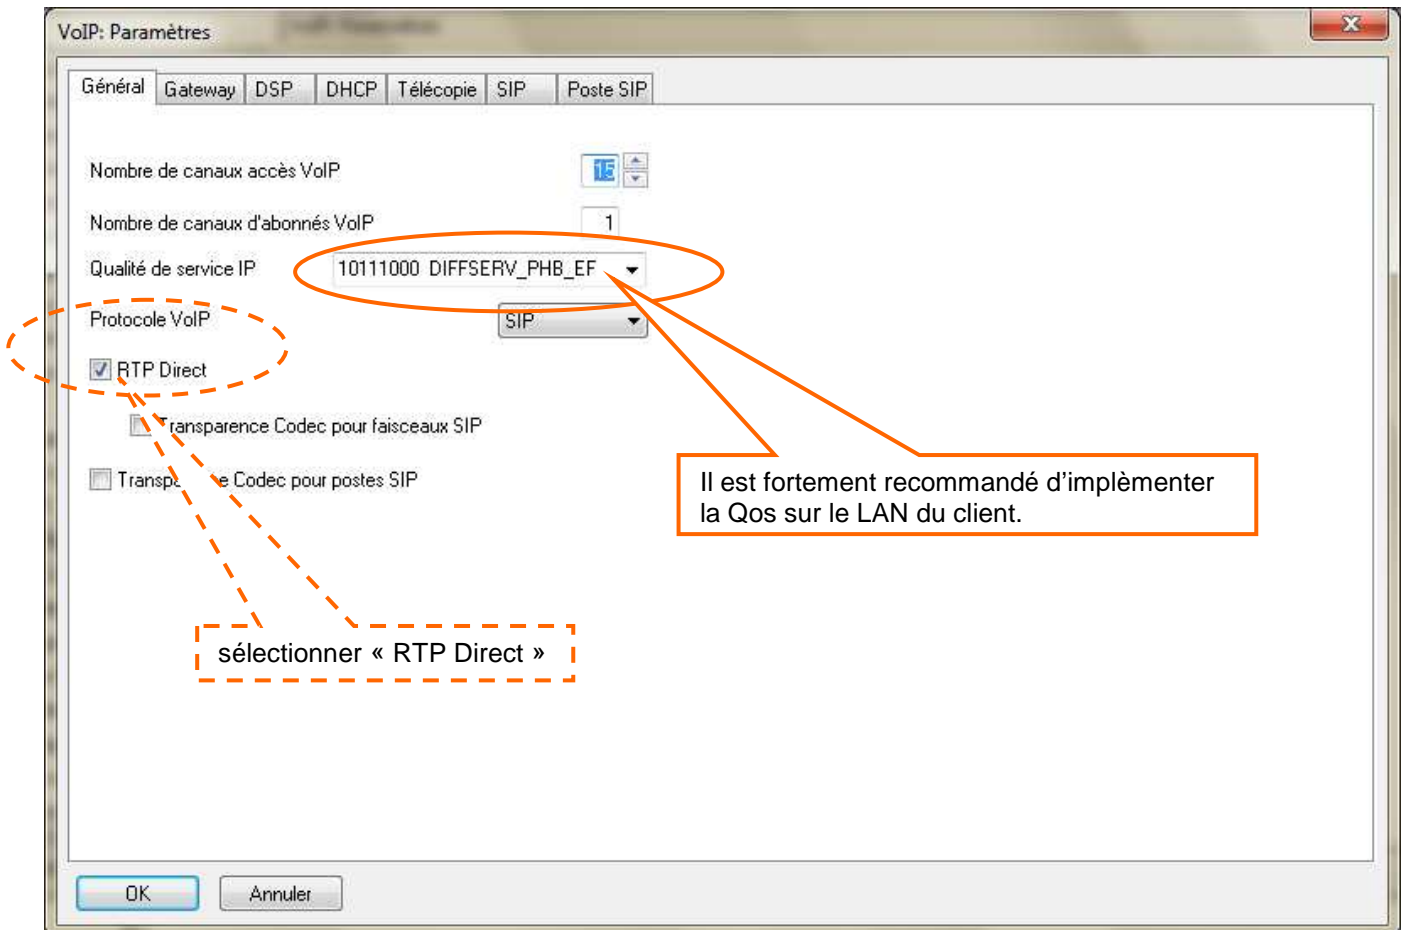 VoIP: Paramètres
Général Gateway DSP DHCP Télécopie SIP Poste SIP
Nombre de canaux accès VoIP 15
Nombre de canaux d'abonnés VoIP 1
Qualité de service IP 10111000 DIFFSERV_PHB_EF
Protocole VoIP SIP
RTP Direct
Transparence Codec pour faisceaux SIP
Codec pour postes SIP
Il est fortement recommandé d’implèmenter
la Qos sur le LAN du client.
sélectionner « RTP Direct »
OK Annuler